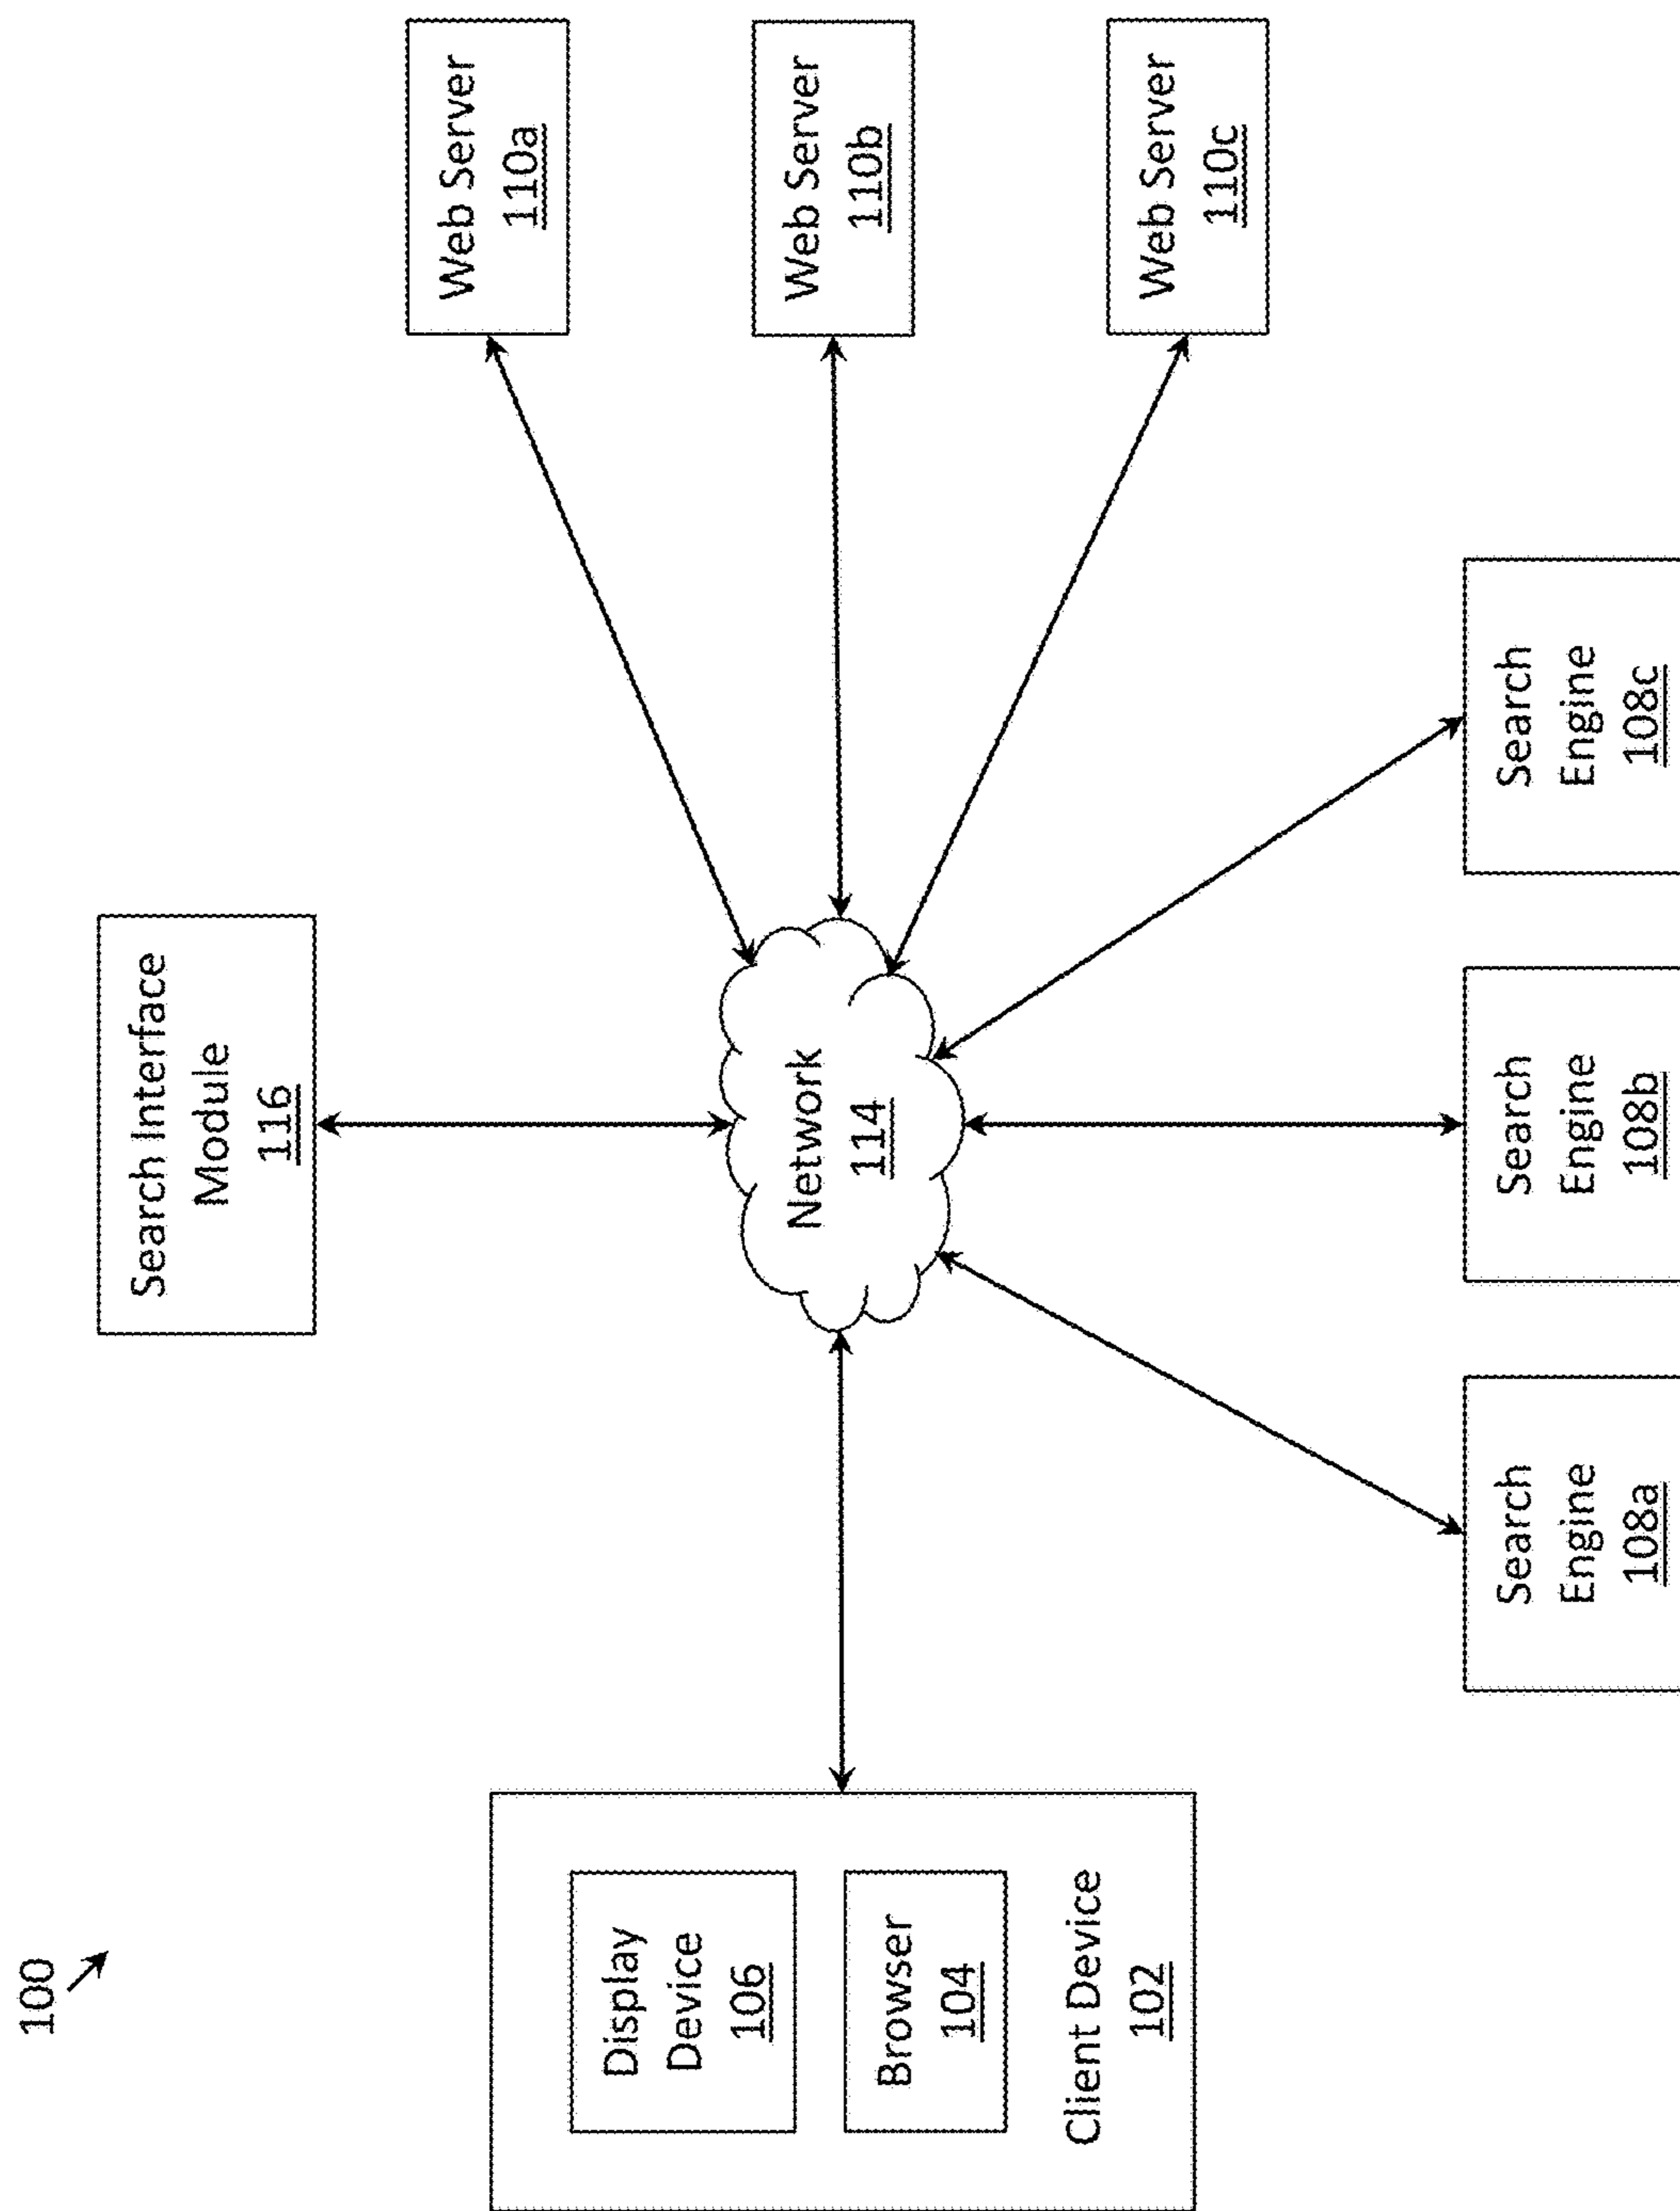 100
Search Interface
Module
116
Web Server
110a
Display
Device
106
Browser
104
Client Device
102
Network
114
Web Server
110b
Web Server
110c
Search
Engine
108a
Search
Engine
108b
Search
Engine
108c